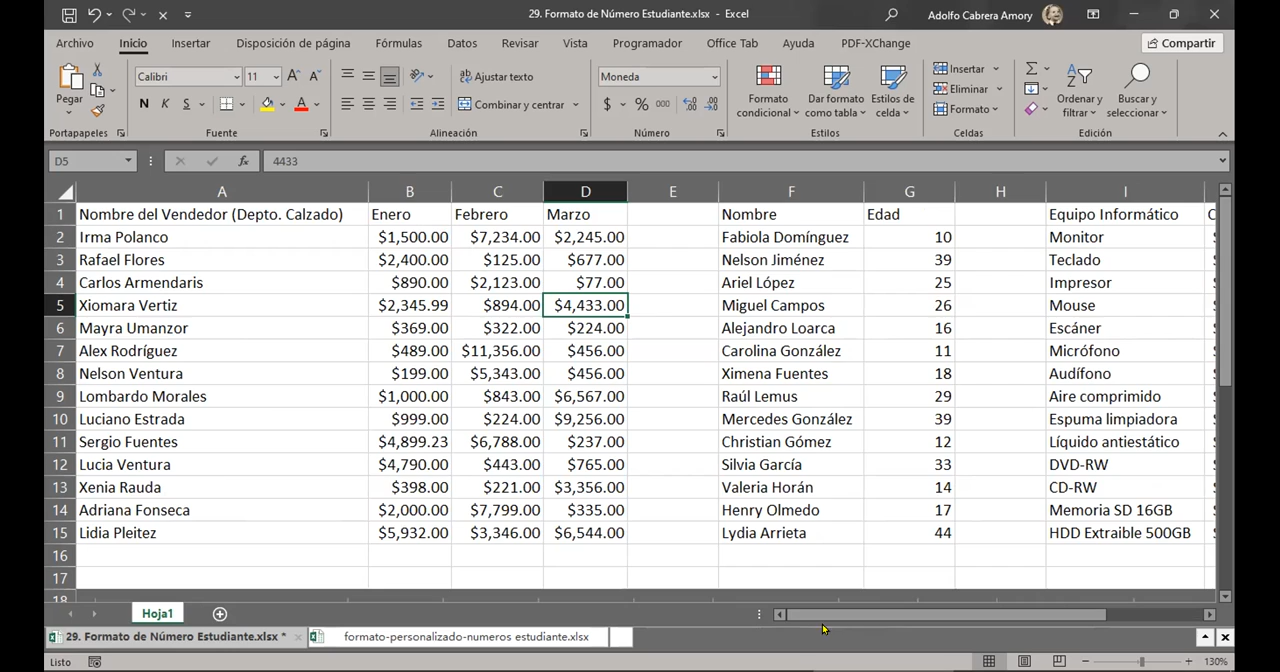 29. Formato de Número Estudiante.xlsx - Excel
Adolfo Cabrera Amory
Archivo Inicio Insertar Disposición de página Fórmulas Datos Revisar Vista Programador Office Tab Ayuda PDF-XChange Compartir
Pegar
Calibri 11
N K S
Ajustar texto
Combinar y centrar
Moneda
$ % 000
Formato condicional
Dar formato como tabla
Estilos de celda
Insertar
Eliminar
Formato
Ordenar y filtrar
Buscar y seleccionar
Portapapeles Fuente Alineación Número Estilos Celdas Edición
D5 fx 4433
A B C D E F G H I
1 Nombre del Vendedor (Depto. Calzado) Enero Febrero Marzo Nombre Edad Equipo Informático
2 Irma Polanco $1,500.00 $7,234.00 $2,245.00 Fabiola Domínguez 10 Monitor
3 Rafael Flores $2,400.00 $125.00 $677.00 Nelson Jiménez 39 Teclado
4 Carlos Armendaris $890.00 $2,123.00 $77.00 Ariel López 25 Impresor
5 Xiomara Vertiz $2,345.99 $894.00 $4,433.00 Miguel Campos 26 Mouse
6 Mayra Umanzor $369.00 $322.00 $224.00 Alejandro Loarca 16 Escáner
7 Alex Rodríguez $489.00 $11,356.00 $456.00 Carolina González 11 Micrófono
8 Nelson Ventura $199.00 $5,343.00 $456.00 Ximena Fuentes 18 Audífono
9 Lombardo Morales $1,000.00 $843.00 $6,567.00 Raúl Lemus 29 Aire comprimido
10 Luciano Estrada $999.00 $224.00 $9,256.00 Mercedes González 39 Espuma limpiadora
11 Sergio Fuentes $4,899.23 $6,788.00 $237.00 Christian Gómez 12 Líquido antiestático
12 Lucia Ventura $4,790.00 $443.00 $765.00 Silvia García 33 DVD-RW
13 Xenia Rauda $398.00 $221.00 $3,356.00 Valeria Horán 14 CD-RW
14 Adriana Fonseca $2,000.00 $7,799.00 $335.00 Henry Olmedo 17 Memoria SD 16GB
15 Lidia Pleitez $5,932.00 $3,346.00 $6,544.00 Lydia Arrieta 44 HDD Extraible 500GB
16
17
18
Hoja1
29. Formato de Número Estudiante.xlsx * formato-personalizado-numeros estudiante.xlsx
Listo 130%